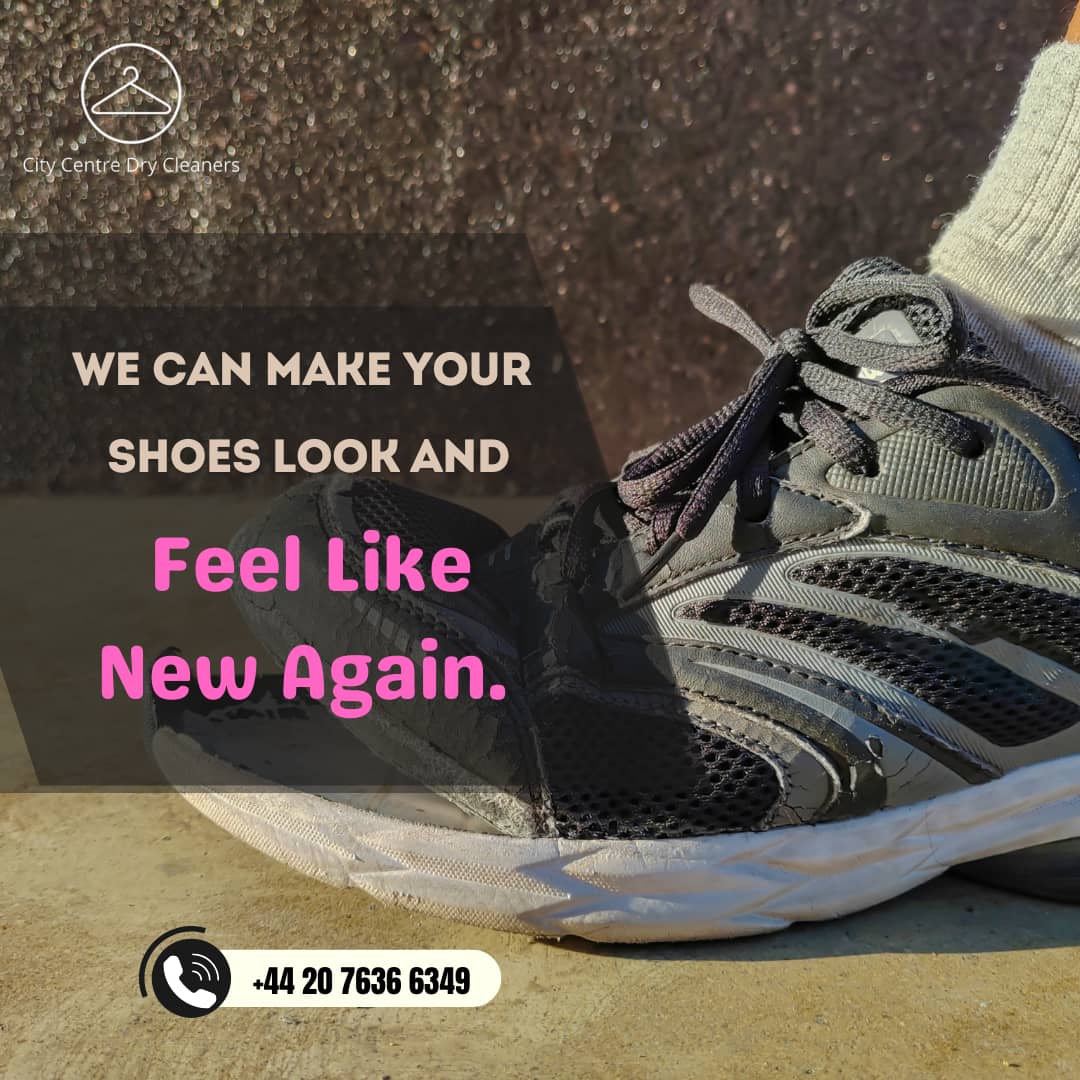 City Centre Dry Cleaners
WE CAN MAKE YOUR
SHOES LOOK AND
Feel Like
New Again.
+44 20 7636 6349